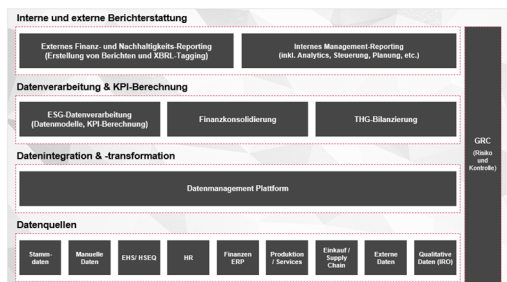 Interne und externe Berichterstattung
Externes Finanz- und Nachhaltigkeits-Reporting
(Erstellung von Berichten und XBRL-Tagging)
Internes Management-Reporting
(inkl. Analytics, Steuerung, Planung, etc.)
Datenverarbeitung & KPI-Berechnung
ESG-Datenverarbeitung
(Datenmodelle, KPI-Berechnung)
Finanzkonsolidierung
THG-Bilanzierung
GRC
(Risiko
und
Kontrolle)
Datenintegration & -transformation
Datenmanagement Plattform
Datenquellen
Stamm-
daten
Manuelle
Daten
EHS/ HSEQ
HR
Finanzen
ERP
Produktion
/ Services
Einkauf /
Supply
Chain
Externe
Daten
Qualitative
Daten (IRO)